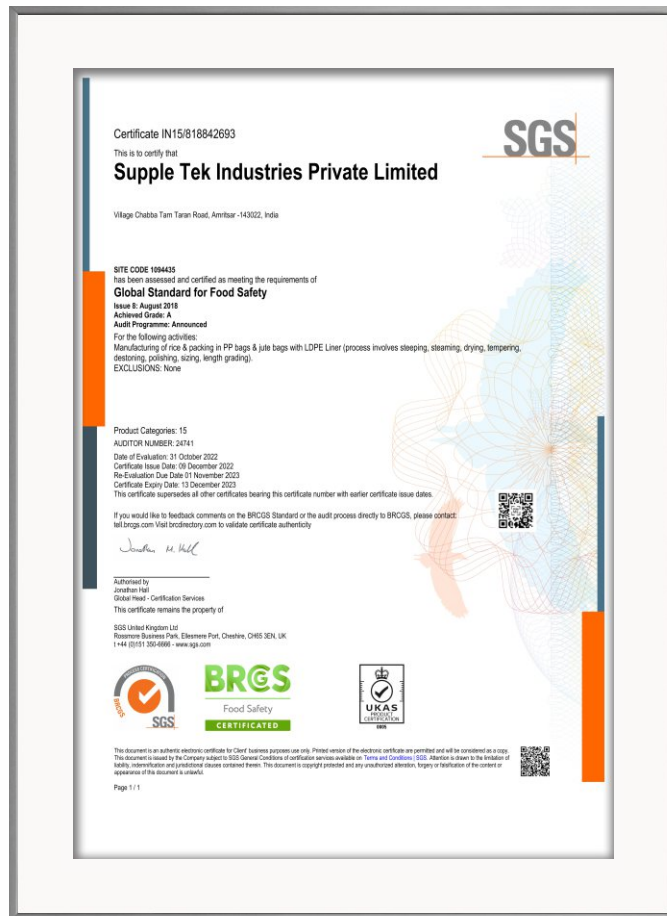 Certificate IN15/818842693
SGS
This is to certify that
Supple Tek Industries Private Limited
Village Chabba Tarn Taran Road, Amritsar -143022, India
SITE CODE 1094435
has been assessed and certified as meeting the requirements of
Global Standard for Food Safety
Issue 8: August 2018
Achieved Grade: A
Audit Programme: Announced
For the following activities:
Manufacturing of rice & packing in PP bags & jute bags with LDPE Liner (process involves steeping, steaming, drying, tempering,
destoning, polishing, sizing, length grading).
EXCLUSIONS: None
Product Categories: 15
AUDITOR NUMBER: 24741
Date of Evaluation: 31 October 2022
Certificate Issue Date: 09 December 2022
Re-Evaluation Due Date 01 November 2023
Certificate Expiry Date: 13 December 2023
This certificate supersedes all other certificates bearing this certificate number with earlier certificate issue dates.
If you would like to feedback comments on the BRCGS Standard or the audit process directly to BRCGS, please contact:
tell.brcgs.com Visit brcdirectory.com to validate certificate authenticity
Jonathan M. Hall
Authorised by
Jonathan Hall
Global Head - Certification Services
This certificate remains the property of
SGS United Kingdom Ltd
Rossmore Business Park, Ellesmere Port, Cheshire, CH65 3EN, UK
t +44 (0)151 350-6666 - www.sgs.com
BRCGS
SGS
BRCGS
Food Safety
CERTIFICATED
UKAS
PRODUCT
CERTIFICATION
This document is an authentic electronic certificate for Client' business purposes use only. Printed version of the electronic certificate are permitted and will be considered as a copy.
This document is issued by the Company subject to SGS General Conditions of certification services available on Terms and Conditions | SGS. Attention is drawn to the limitation of
liability, indemnification and jurisdictional clauses contained therein. This document is copyright protected and any unauthorized alteration, forgery or falsification of the content or
appearance of this document is unlawful.
Page 1 / 1